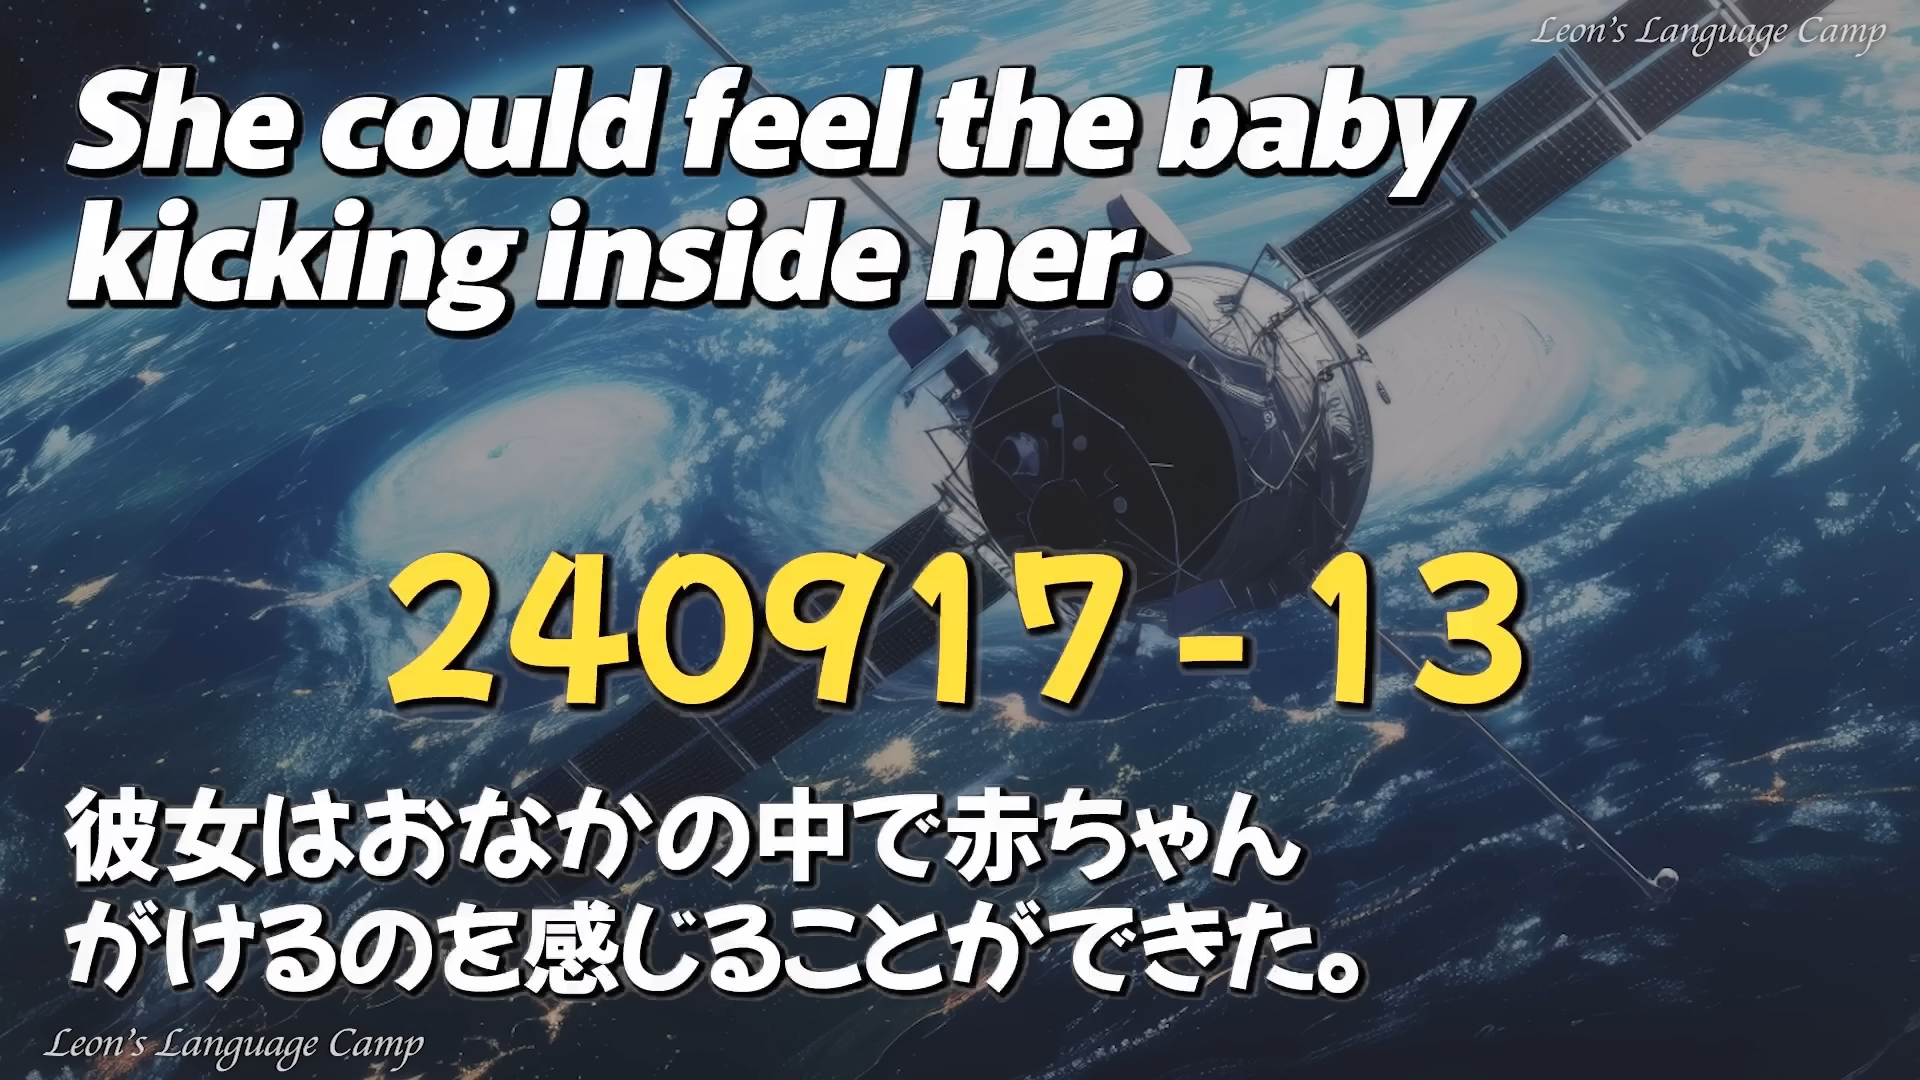 Leon's Language Camp
She could feel the baby
kicking inside her.
240917-13
彼女はおなかの中で赤ちゃん
がけるのを感じることができた。
Leon's Language Camp